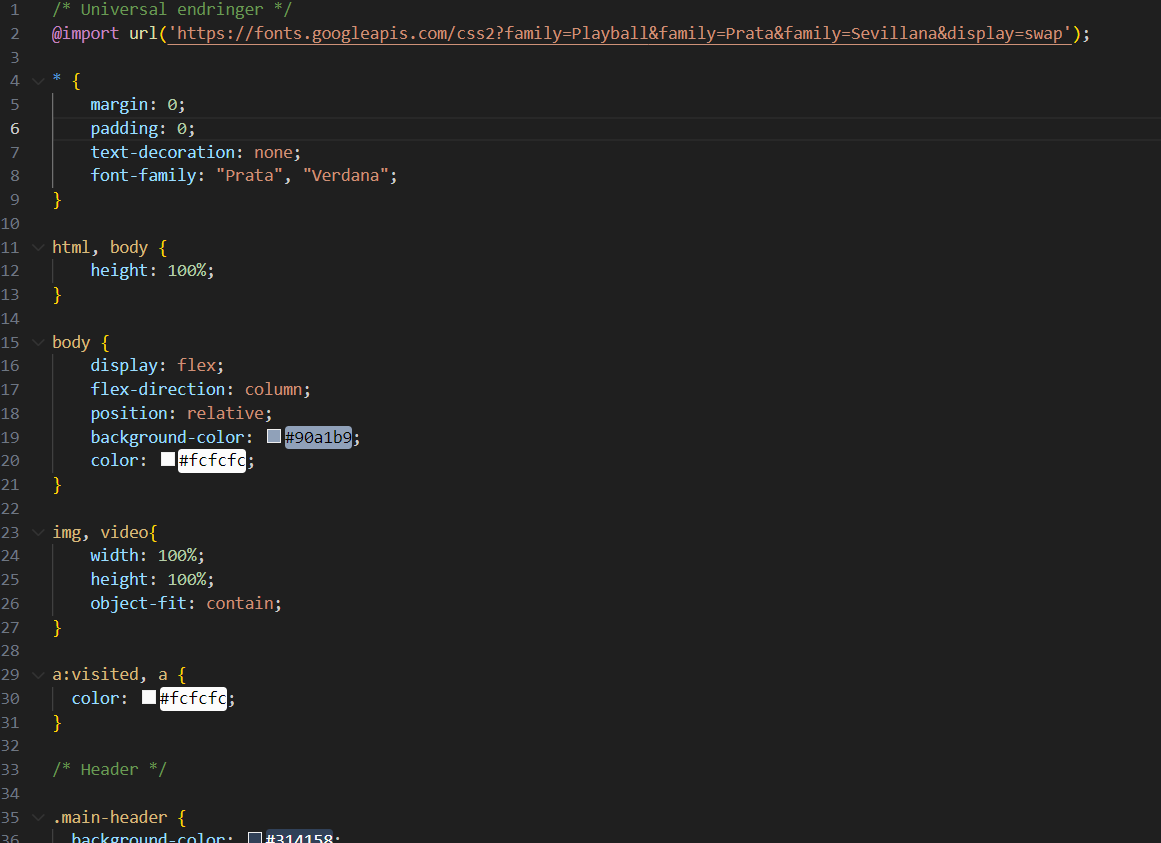 1 /* Universal endringer */
2 @import url('https://fonts.googleapis.com/css2?family=Playball&family=Prata&family=Sevillana&display=swap');
3
4 * {
5     margin: 0;
6     padding: 0;
7     text-decoration: none;
8     font-family: "Prata", "Verdana";
9 }
10
11 html, body {
12     height: 100%;
13 }
14
15 body {
16     display: flex;
17     flex-direction: column;
18     position: relative;
19     background-color: #90a1b9;
20     color: #fcfcfc;
21 }
22
23 img, video{
24     width: 100%;
25     height: 100%;
26     object-fit: contain;
27 }
28
29 a:visited, a {
30   color: #fcfcfc;
31 }
32
33 /* Header */
34
35 .main-header {
36   background-color: #314158;